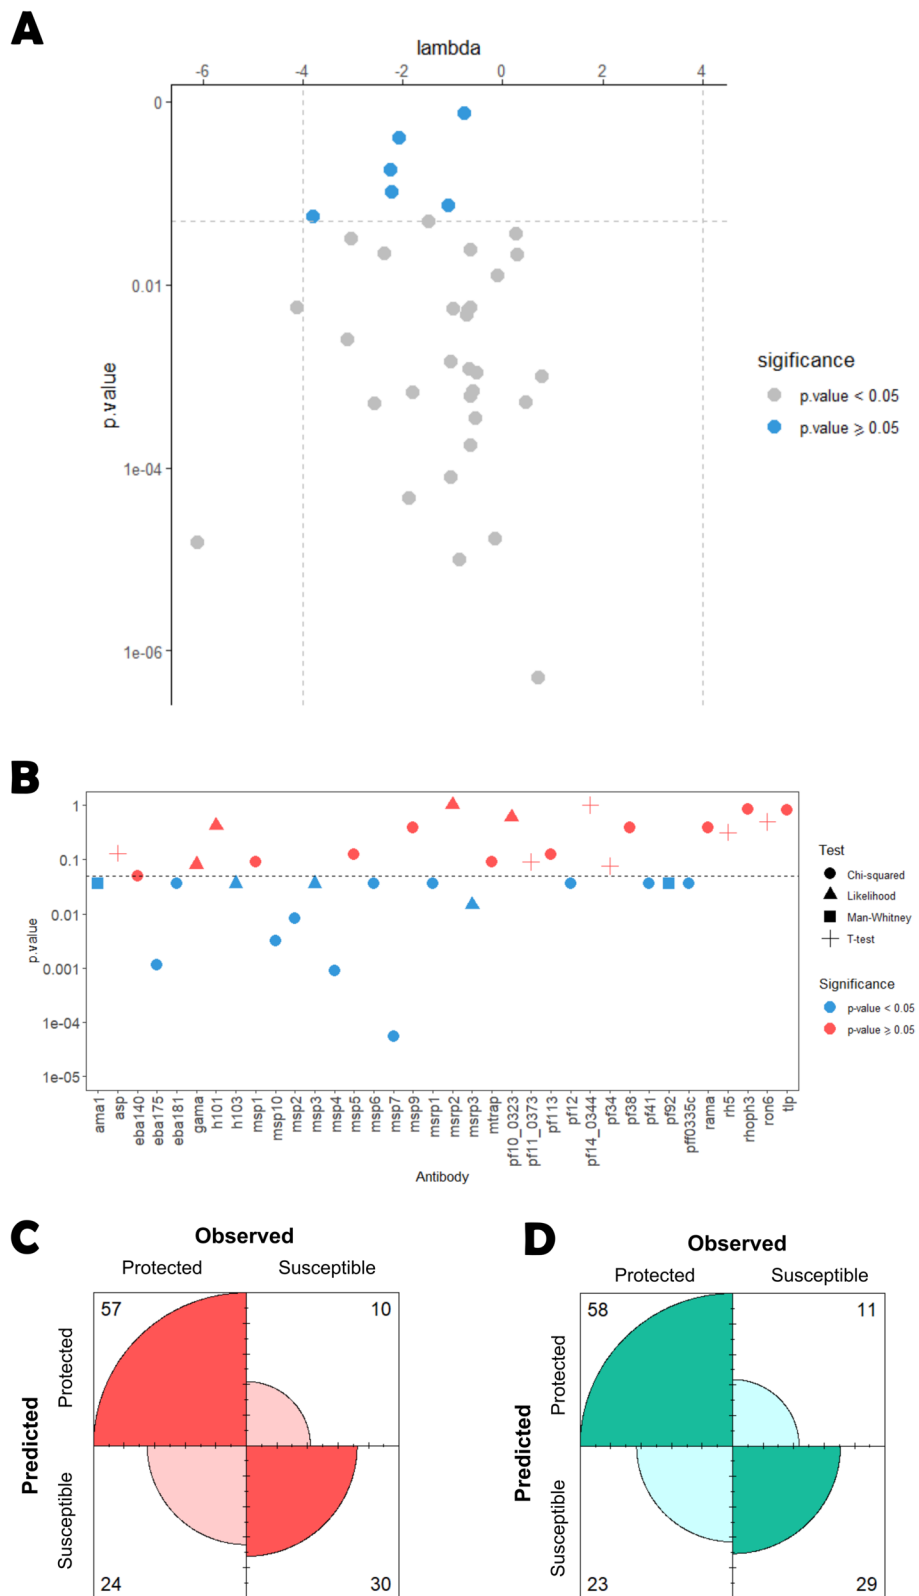 A
lambda
-6 -4 -2 0 2 4
0
0.01
1e-04
1e-06
p.value
sigificance
p.value < 0.05
p.value ⩾ 0.05
B
1
0.1
0.01
0.001
1e-04
1e-05
p.value
ama1 asp eba140 eba175 eba181 gama h101 h103 msp1 msp10 msp2 msp3 msp4 msp5 msp6 msp7 msp9 msrp1 msrp2 msrp3 mtrap pf10_0323 pf11_0373 pf113 pf12 pf14_0344 pf34 pf38 pf41 pf92 pff0335c rama rh5 rhoph3 ron6 tlp
Antibody
Test
Chi-squared
Likelihood
Man-Whitney
T-test
Significance
p-value < 0.05
p-value ⩾ 0.05
C
Observed
Protected Susceptible
57 10
Predicted
Protected
Susceptible
24 30
D
Observed
Protected Susceptible
58 11
Predicted
Protected
Susceptible
23 29